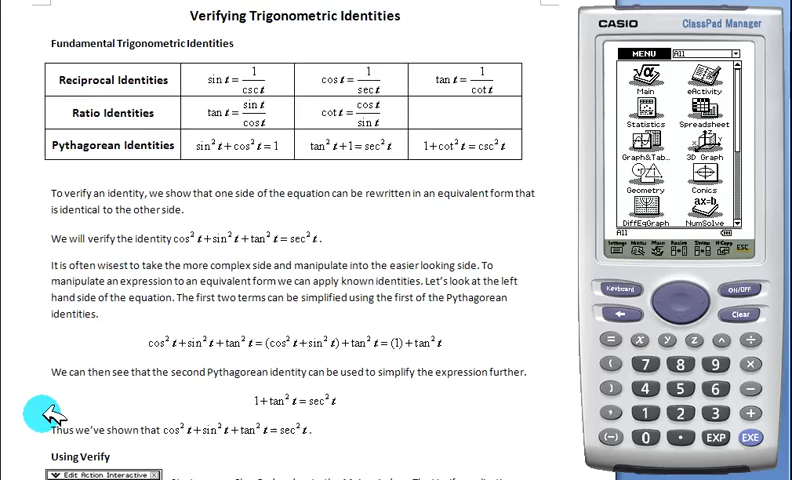 Verifying Trigonometric Identities
Fundamental Trigonometric Identities
Reciprocal Identities sin t = 1/csc t cos t = 1/sec t tan t = 1/cot t
Ratio Identities tan t = sin t/cos t cot t = cos t/sin t
Pythagorean Identities sin² t + cos² t = 1 tan² t + 1 = sec² t 1 + cot² t = csc² t
To verify an identity, we show that one side of the equation can be rewritten in an equivalent form that
is identical to the other side.
We will verify the identity cos² t + sin² t + tan² t = sec² t .
It is often wisest to take the more complex side and manipulate into the easier looking side. To
manipulate an expression to an equivalent form we can apply known identities. Let's look at the left
hand side of the equation. The first two terms can be simplified using the first of the Pythagorean
identities.
cos² t + sin² t + tan² t = (cos² t + sin² t) + tan² t = (1) + tan² t
We can then see that the second Pythagorean identity can be used to simplify the expression further.
1 + tan² t = sec² t
Thus we've shown that cos² t + sin² t + tan² t = sec² t .
Using Verify
Edit Action Interactive
CASIO ClassPad Manager
MENU All
√α
Main eActivity
Statistics Spreadsheet
Graph&Tab... 3D Graph
Geometry Conics
ax=b
DiffEqGraph NumSolve
All
Settings Menu Main Resize Swap ESC
Keyboard ON/OFF
Clear
= x y z ^ ÷
( 7 8 9 ×
) 4 5 6 −
, 1 2 3 +
(−) 0 . EXP EXE